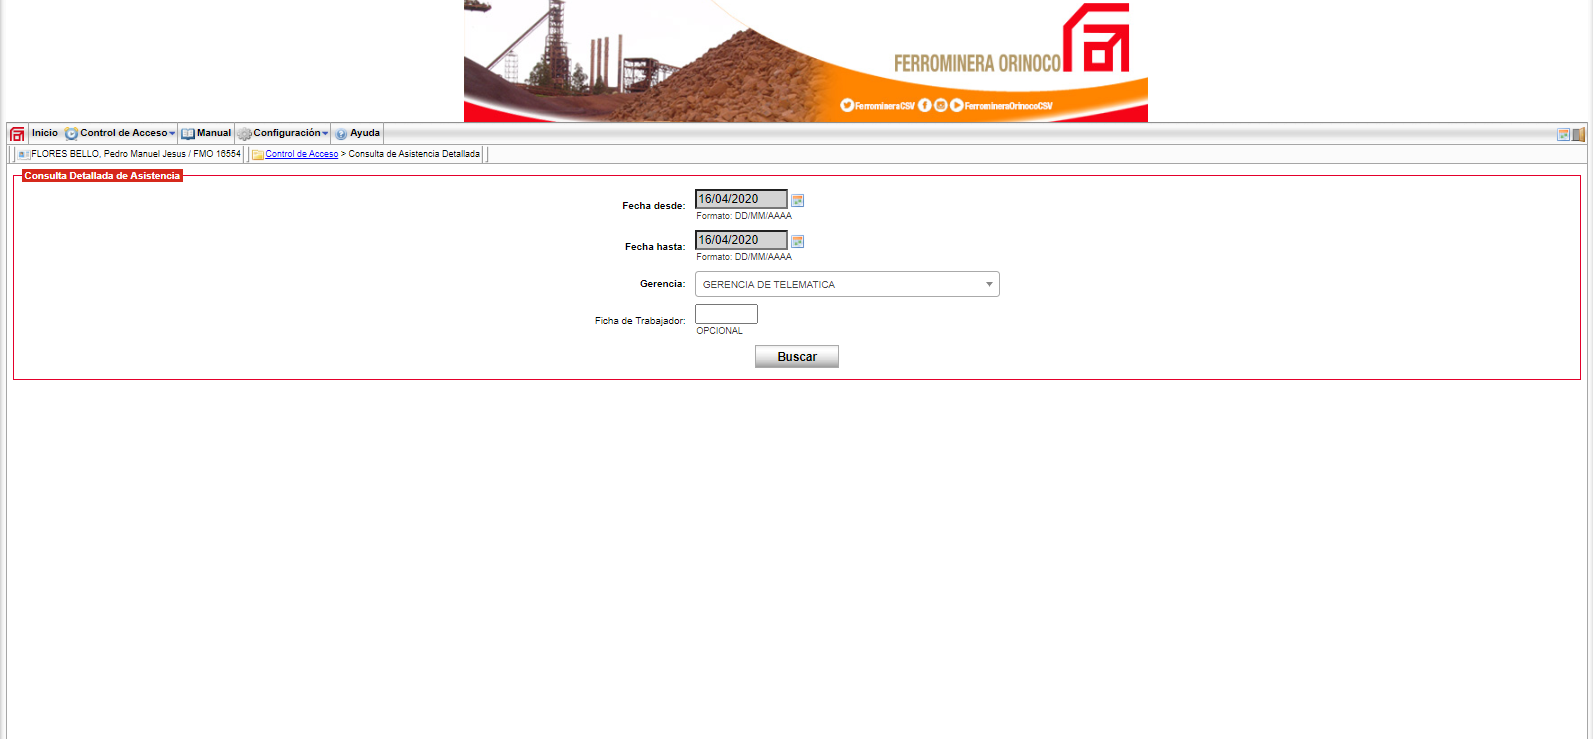 FERROMINERA ORINOCO
FerromineraCSV FerromineraOrinocoCSV
Inicio Control de Acceso Manual Configuración Ayuda
FLORES BELLO, Pedro Manuel Jesus / FMO 16554 Control de Acceso > Consulta de Asistencia Detallada
Consulta Detallada de Asistencia
Fecha desde: 16/04/2020
Formato: DD/MM/AAAA
Fecha hasta: 16/04/2020
Formato: DD/MM/AAAA
Gerencia: GERENCIA DE TELEMATICA
Ficha de Trabajador:
OPCIONAL
Buscar